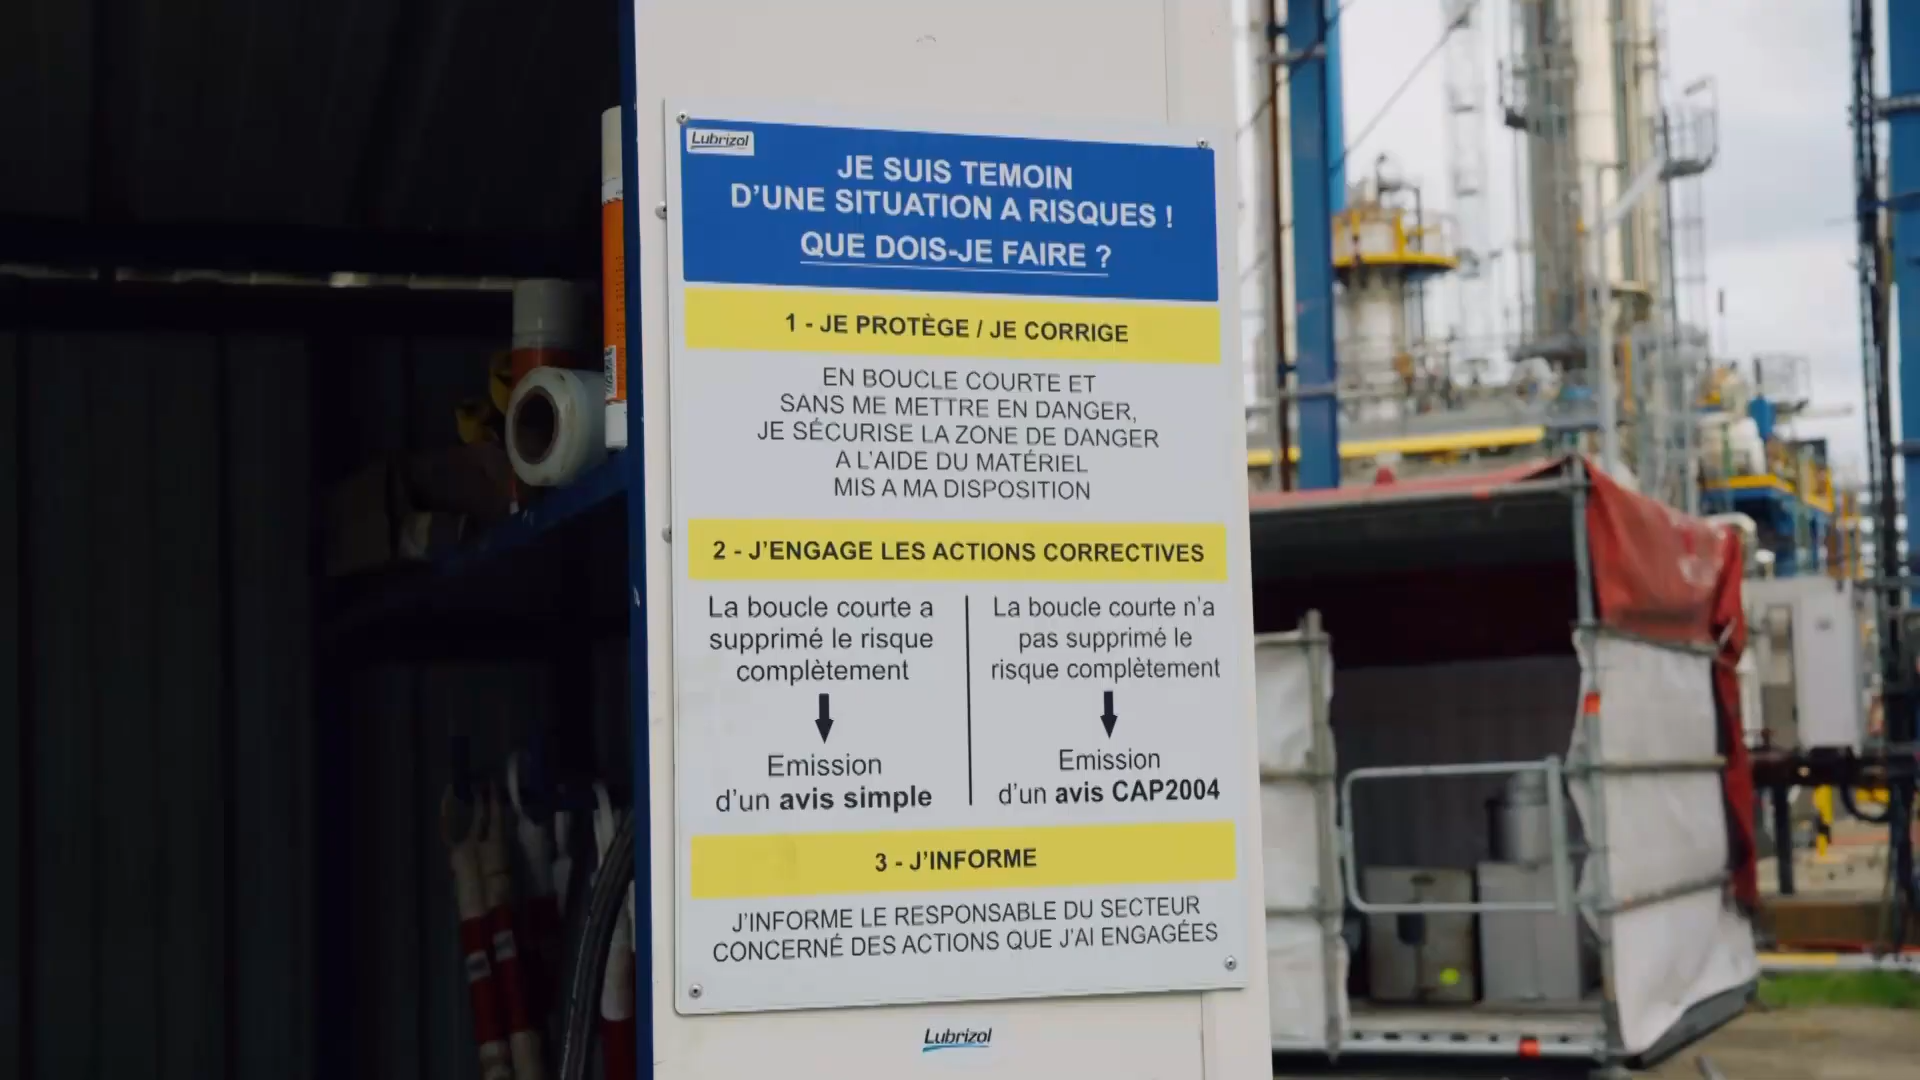 Lubrizol
JE SUIS TEMOIN
D'UNE SITUATION A RISQUES !
QUE DOIS-JE FAIRE ?
1 - JE PROTÈGE / JE CORRIGE
EN BOUCLE COURTE ET
SANS ME METTRE EN DANGER,
JE SÉCURISE LA ZONE DE DANGER
A L'AIDE DU MATÉRIEL
MIS A MA DISPOSITION
2 - J'ENGAGE LES ACTIONS CORRECTIVES
La boucle courte a
supprimé le risque
complètement
Emission
d'un avis simple
La boucle courte n'a
pas supprimé le
risque complètement
Emission
d'un avis CAP2004
3 - J'INFORME
J'INFORME LE RESPONSABLE DU SECTEUR
CONCERNÉ DES ACTIONS QUE J'AI ENGAGÉES
Lubrizol